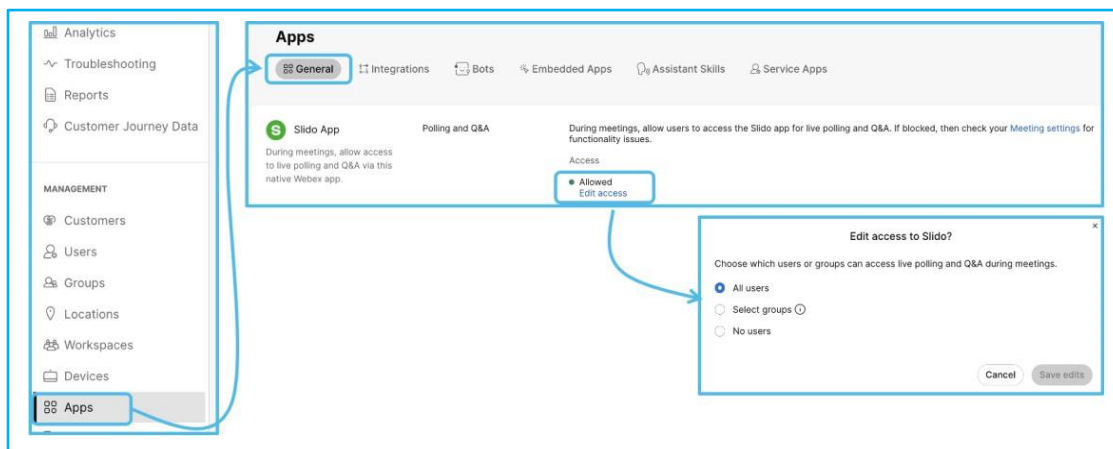 Analytics
Troubleshooting
Reports
Customer Journey Data
MANAGEMENT
Customers
Users
Groups
Locations
Workspaces
Devices
Apps
Apps
General Integrations Bots Embedded Apps Assistant Skills Service Apps
S Slido App
During meetings, allow access
to live polling and Q&A via this
native Webex app.
Polling and Q&A
During meetings, allow users to access the Slido app for live polling and Q&A. If blocked, then check your Meeting settings for
functionality issues.
Access
Allowed
Edit access
Edit access to Slido?
Choose which users or groups can access live polling and Q&A during meetings.
All users
Select groups
No users
Cancel Save edits